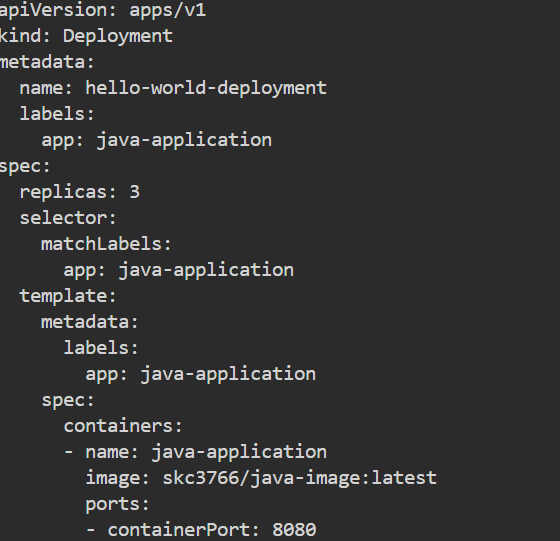 apiVersion: apps/v1
kind: Deployment
metadata:
  name: hello-world-deployment
  labels:
    app: java-application
spec:
  replicas: 3
  selector:
    matchLabels:
      app: java-application
  template:
    metadata:
      labels:
        app: java-application
    spec:
      containers:
      - name: java-application
        image: skc3766/java-image:latest
        ports:
        - containerPort: 8080